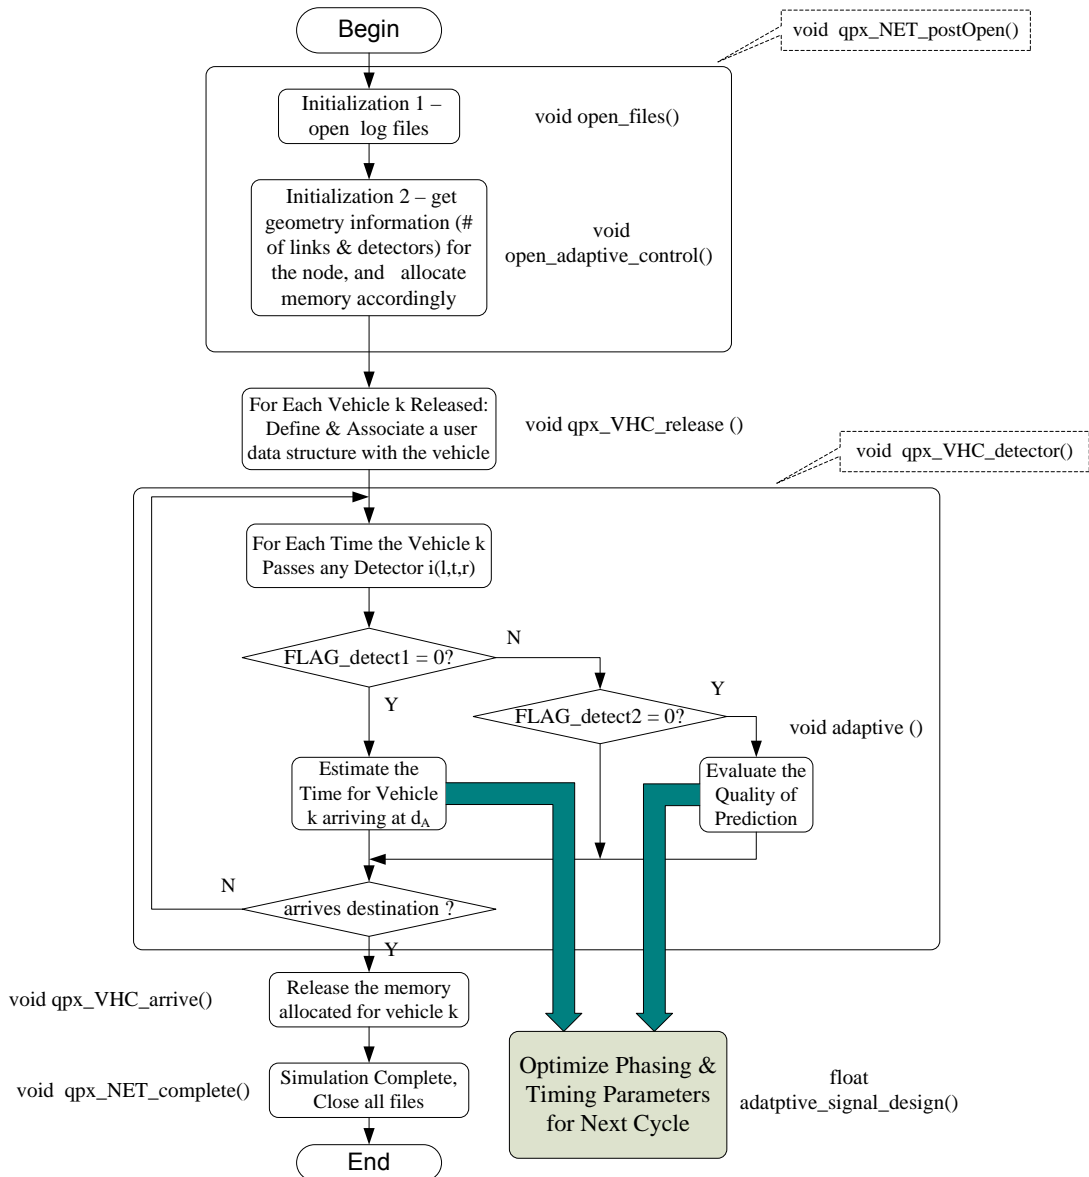 Begin
void qpx_NET_postOpen()
Initialization 1 –
open log files
void open_files()
Initialization 2 – get
geometry information (#
of links & detectors) for
the node, and allocate
memory accordingly
void
open_adaptive_control()
For Each Vehicle k Released:
Define & Associate a user
data structure with the vehicle
void qpx_VHC_release ()
void qpx_VHC_detector()
For Each Time the Vehicle k
Passes any Detector i(l,t,r)
FLAG_detect1 = 0?
N
Y
FLAG_detect2 = 0?
Y
void adaptive ()
Estimate the
Time for Vehicle
k arriving at dA
Evaluate the
Quality of
Prediction
N
arrives destination ?
Y
void qpx_VHC_arrive()
Release the memory
allocated for vehicle k
void qpx_NET_complete()
Simulation Complete,
Close all files
Optimize Phasing &
Timing Parameters
for Next Cycle
float
adatptive_signal_design()
End